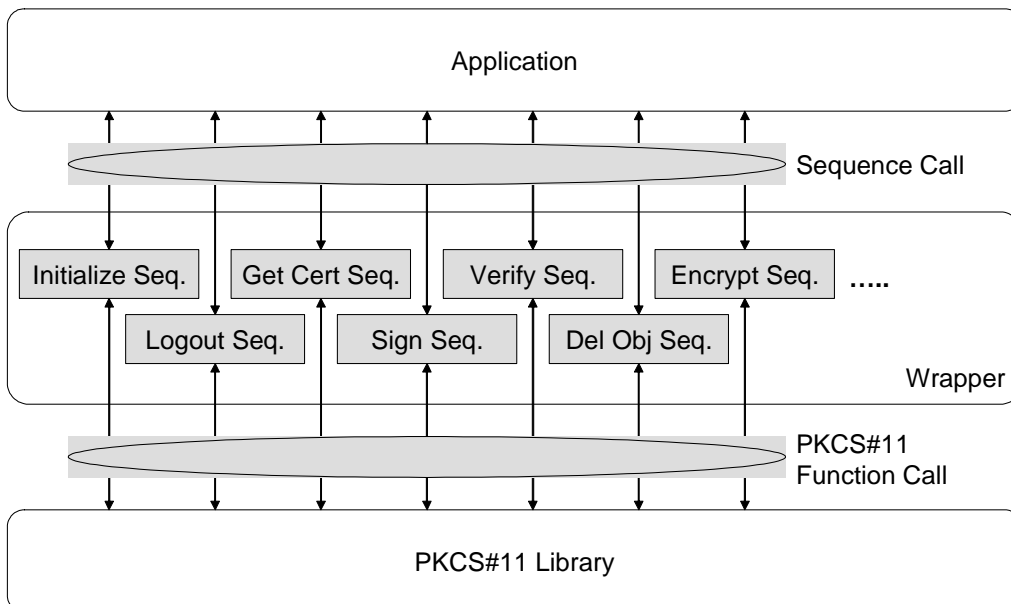 Application
Sequence Call
Initialize Seq.
Get Cert Seq.
Verify Seq.
Encrypt Seq.
.....
Logout Seq.
Sign Seq.
Del Obj Seq.
Wrapper
PKCS#11
Function Call
PKCS#11 Library